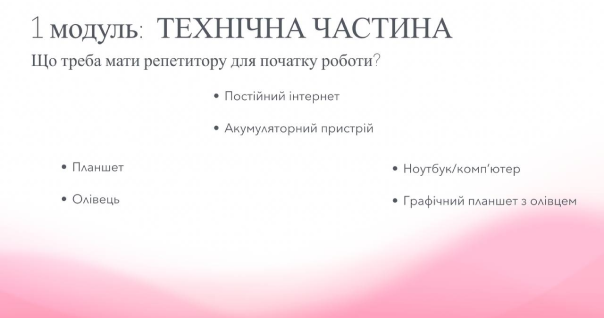 1 модуль: ТЕХНІЧНА ЧАСТИНА
Що треба мати репетитору для початку роботи?
• Постійний інтернет
• Акумуляторний пристрій
• Планшет
• Олівець
• Ноутбук/комп'ютер
• Графічний планшет з олівцем